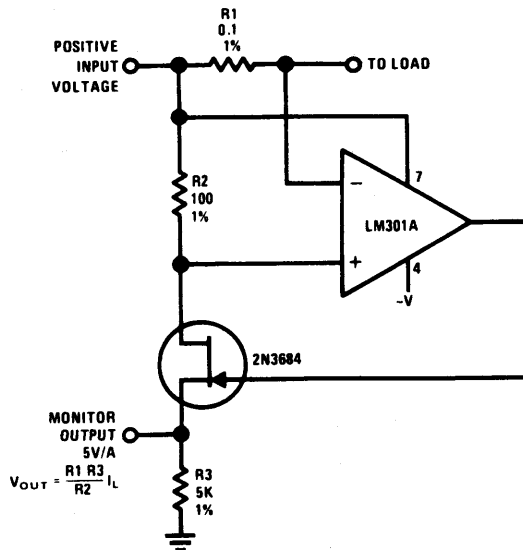 R1
0.1
1%
POSITIVE
INPUT
VOLTAGE
TO LOAD
R2
100
1%
7
−
LM301A
+
4
−V
2N3684
MONITOR
OUTPUT
5V/A
VOUT = R1 R3 / R2 IL
R3
5K
1%